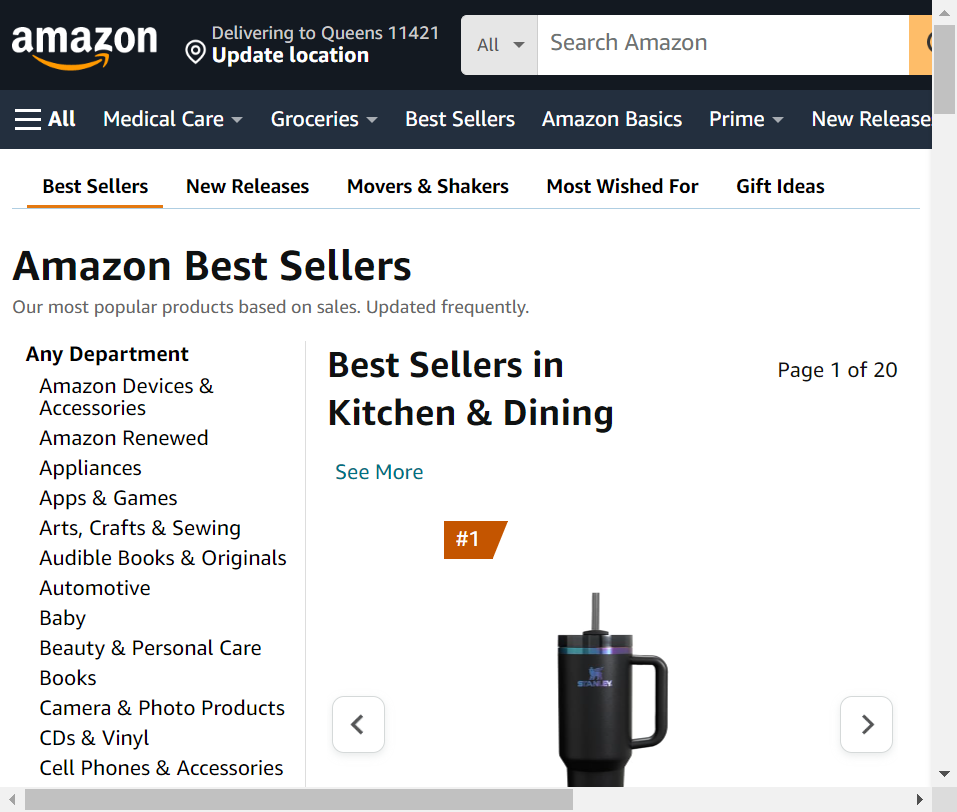 amazon
Delivering to Queens 11421
Update location
All
Search Amazon
All
Medical Care
Groceries
Best Sellers
Amazon Basics
Prime
New Release
Best Sellers
New Releases
Movers & Shakers
Most Wished For
Gift Ideas
Amazon Best Sellers
Our most popular products based on sales. Updated frequently.
Any Department
Amazon Devices &
Accessories
Amazon Renewed
Appliances
Apps & Games
Arts, Crafts & Sewing
Audible Books & Originals
Automotive
Baby
Beauty & Personal Care
Books
Camera & Photo Products
CDs & Vinyl
Cell Phones & Accessories
Best Sellers in
Kitchen & Dining
Page 1 of 20
See More
#1
STANLEY